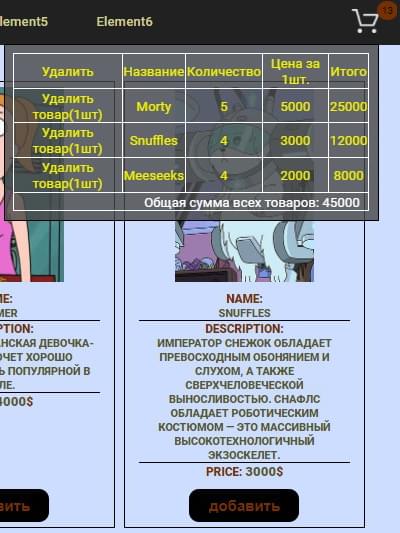 lement5 Element6 13
Удалить Название Количество Цена за 1шт. Итого
Удалить товар(1шт) Morty 5 5000 25000
Удалить товар(1шт) Snuffles 4 3000 12000
Удалить товар(1шт) Meeseeks 4 2000 8000
Общая сумма всех товаров: 45000
ME:
MER
PTION:
НСКАЯ ДЕВОЧКА-
ОЧЕТ ХОРОШО
Ь ПОПУЛЯРНОЙ В
ЛЕ.
4000$
вить
NAME:
SNUFFLES
DESCRIPTION:
ИМПЕРАТОР СНЕЖОК ОБЛАДАЕТ
ПРЕВОСХОДНЫМ ОБОНЯНИЕМ И
СЛУХОМ, А ТАКЖЕ
СВЕРХЧЕЛОВЕЧЕСКОЙ
ВЫНОСЛИВОСТЬЮ. СНАФЛС
ОБЛАДАЕТ РОБОТИЧЕСКИМ
КОСТЮМОМ — ЭТО МАССИВНЫЙ
ВЫСОКОТЕХНОЛОГИЧНЫЙ
ЭКЗОСКЕЛЕТ.
PRICE: 3000$
добавить